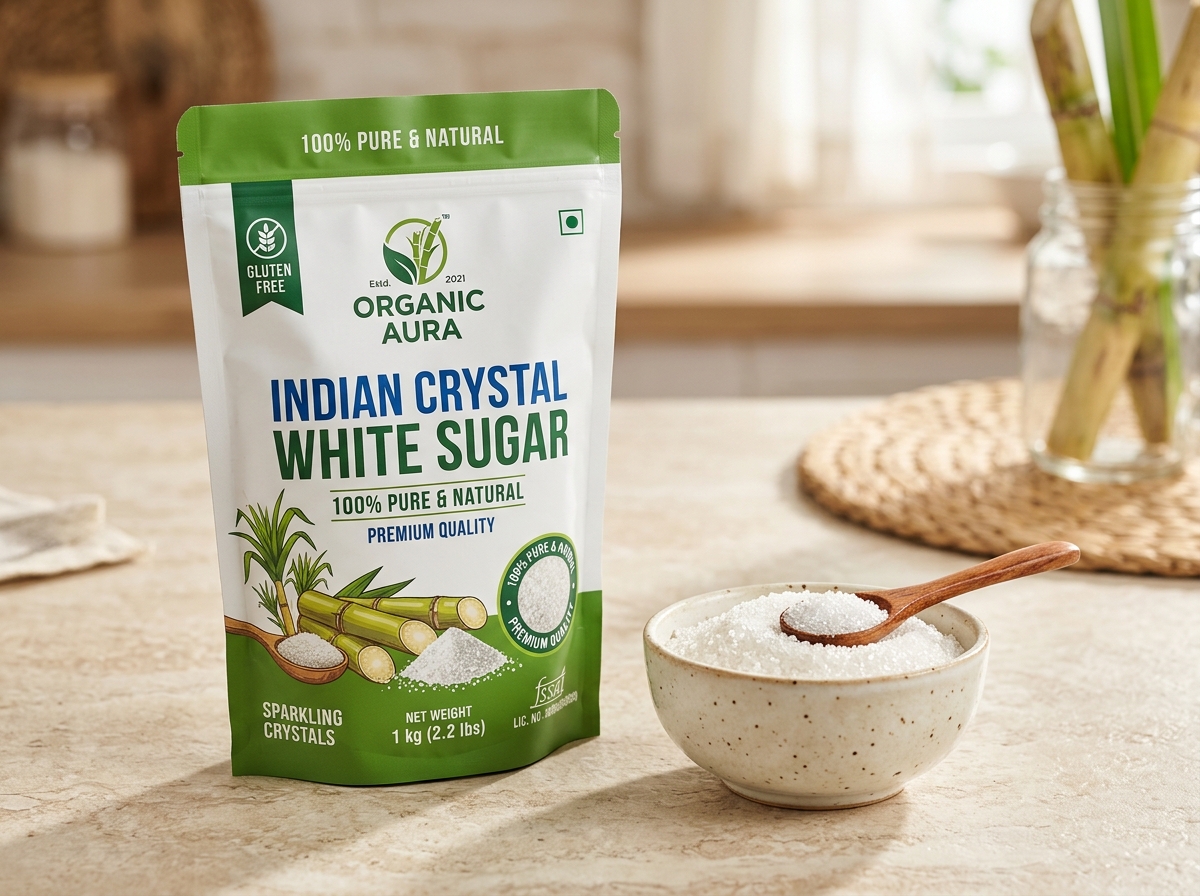 100% PURE & NATURAL
GLUTEN
FREE
TM
Estd. 2021
ORGANIC
AURA
INDIAN CRYSTAL
WHITE SUGAR
100% PURE & NATURAL
PREMIUM QUALITY
100% PURE &
PREMIUM QUALITY
SPARKLING
CRYSTALS
NET WEIGHT
1 kg (2.2 lbs)
fssai
LIC. NO.